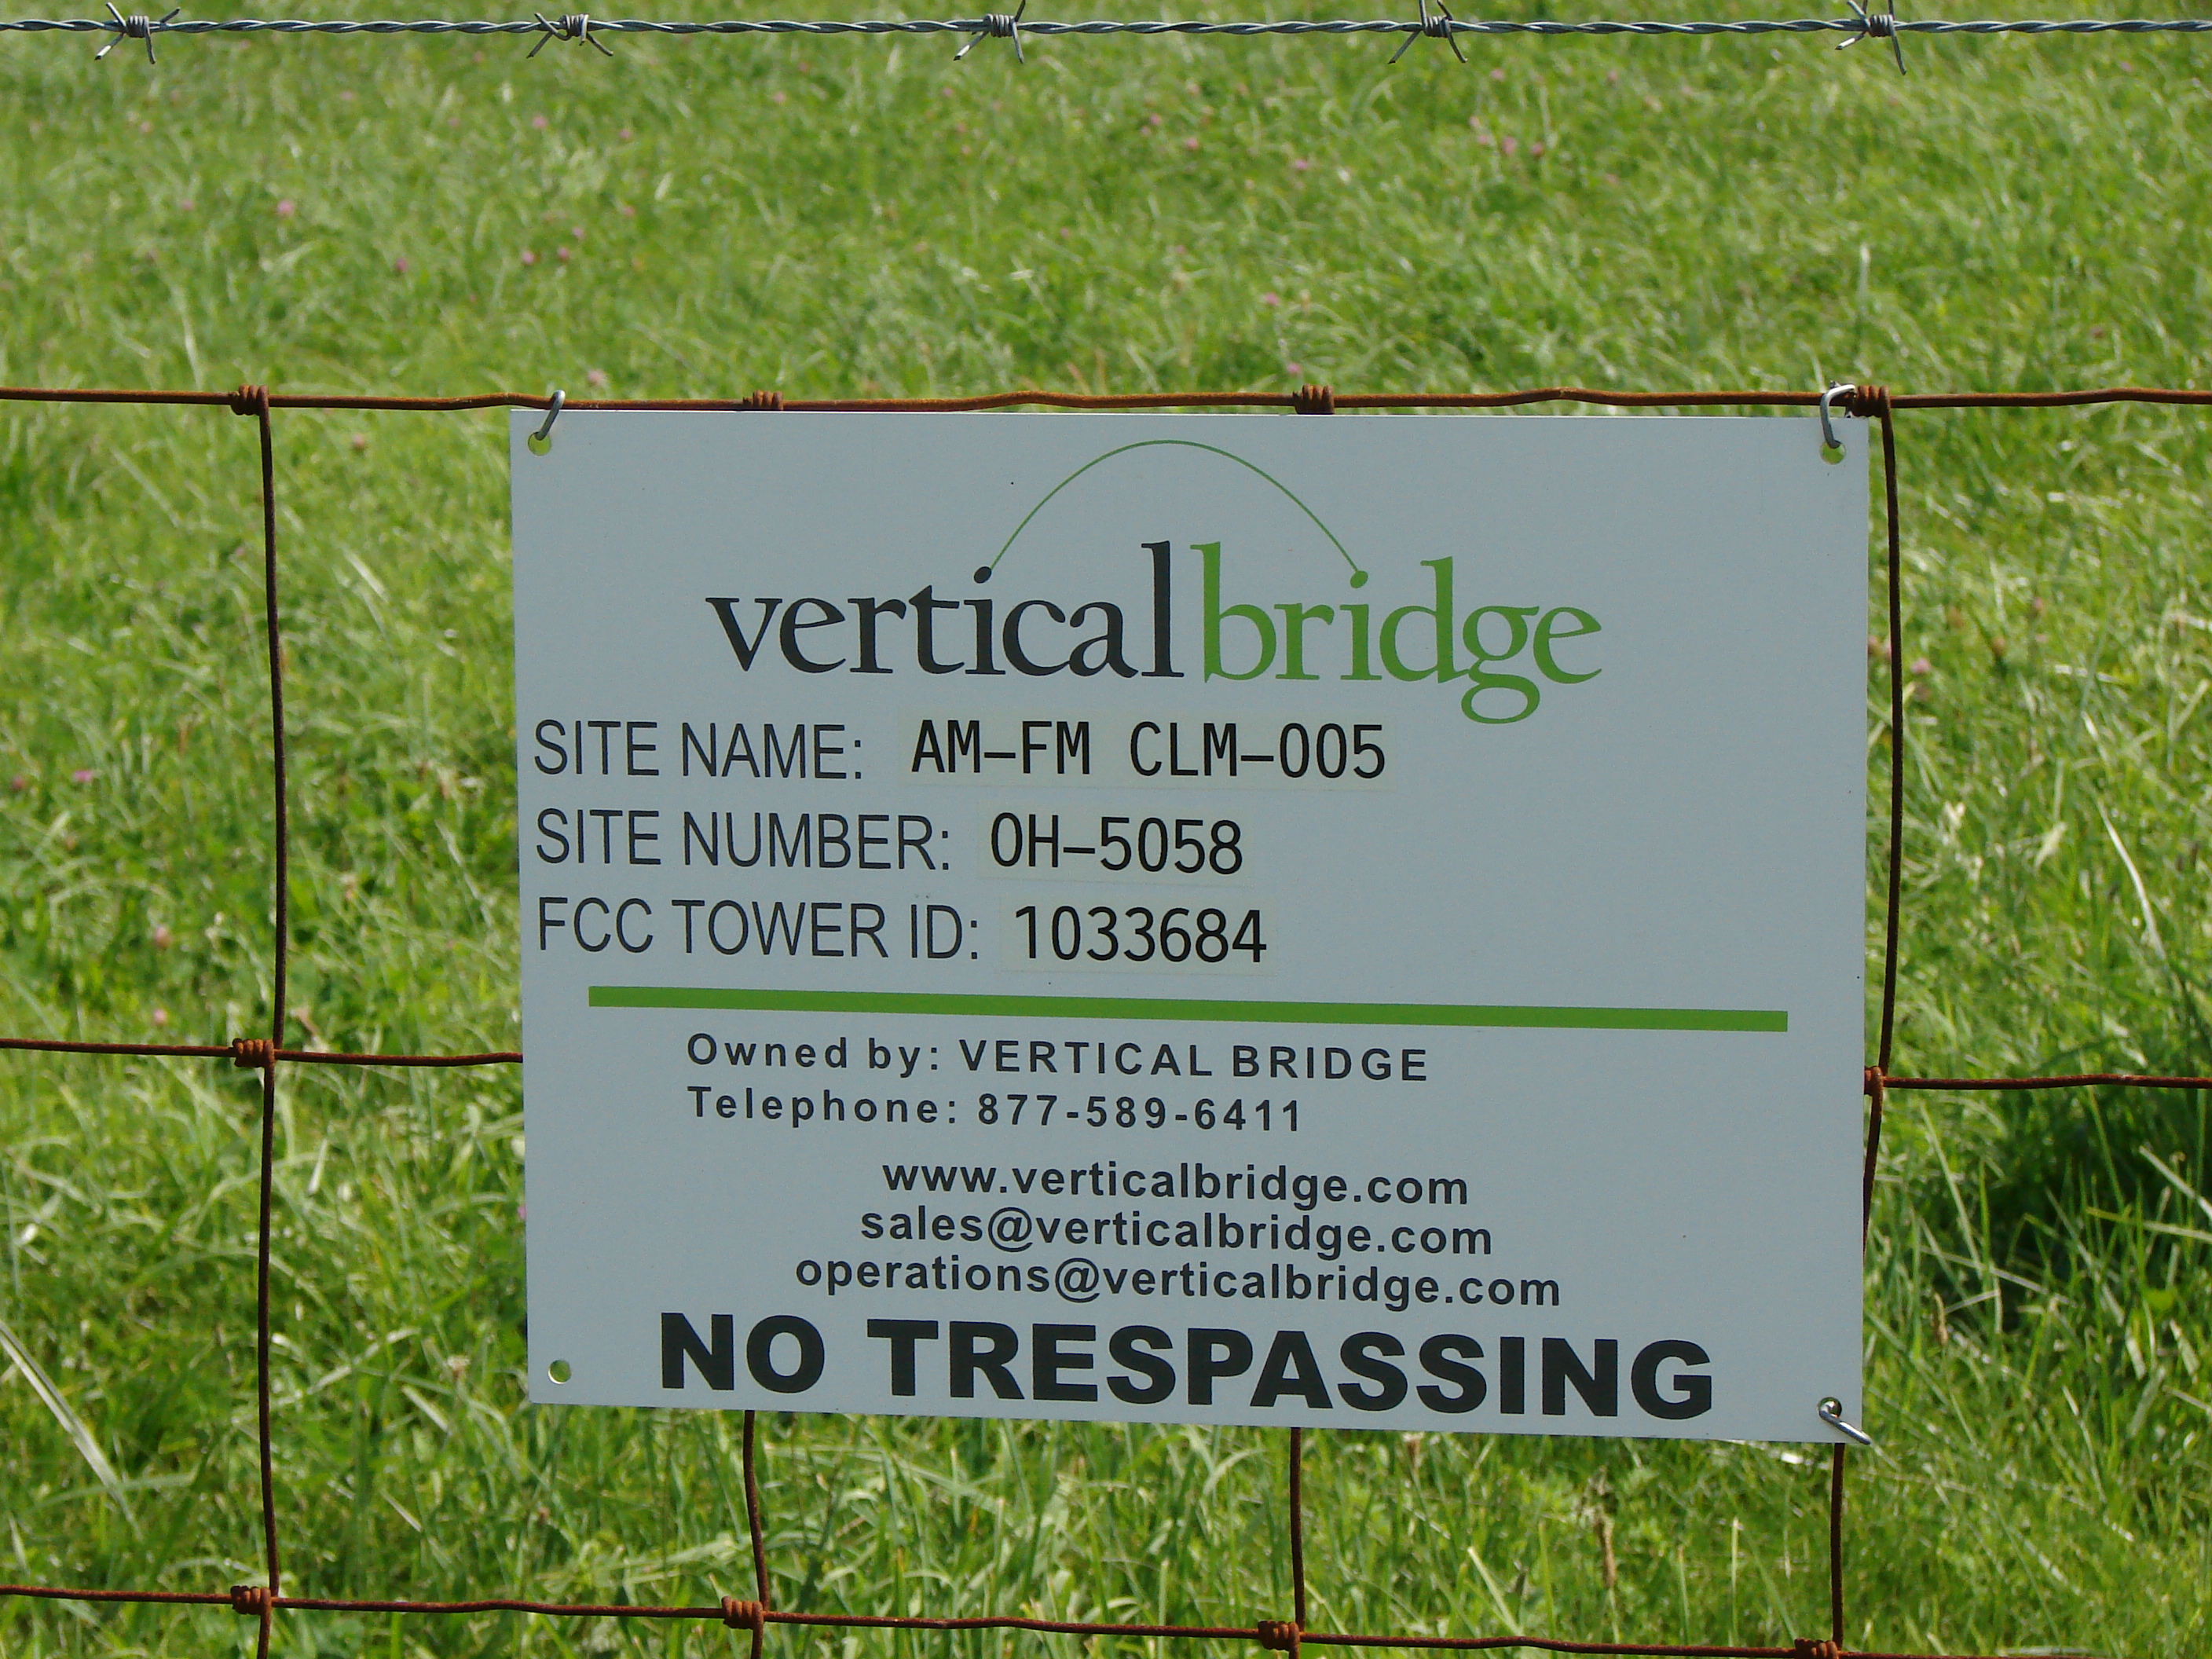 verticalbridge
SITE NAME: AM-FM CLM-005
SITE NUMBER: OH-5058
FCC TOWER ID: 1033684
Owned by: VERTICAL BRIDGE
Telephone: 877-589-6411
www.verticalbridge.com
sales@verticalbridge.com
operations@verticalbridge.com
NO TRESPASSING